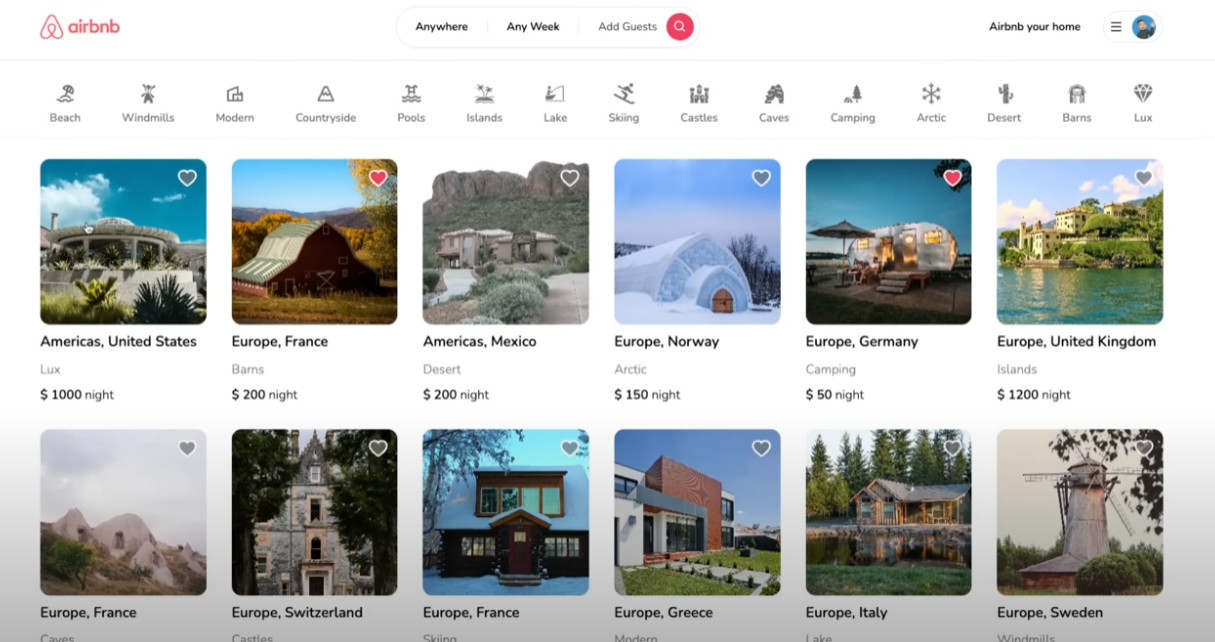 airbnb
Anywhere Any Week Add Guests
Airbnb your home
Beach Windmills Modern Countryside Pools Islands Lake Skiing Castles Caves Camping Arctic Desert Barns Lux
Americas, United States Europe, France Americas, Mexico Europe, Norway Europe, Germany Europe, United Kingdom
Lux Barns Desert Arctic Camping Islands
$ 1000 night $ 200 night $ 200 night $ 150 night $ 50 night $ 1200 night
Europe, France Europe, Switzerland Europe, France Europe, Greece Europe, Italy Europe, Sweden
Caves Castles Skiing Modern Lake Windmills